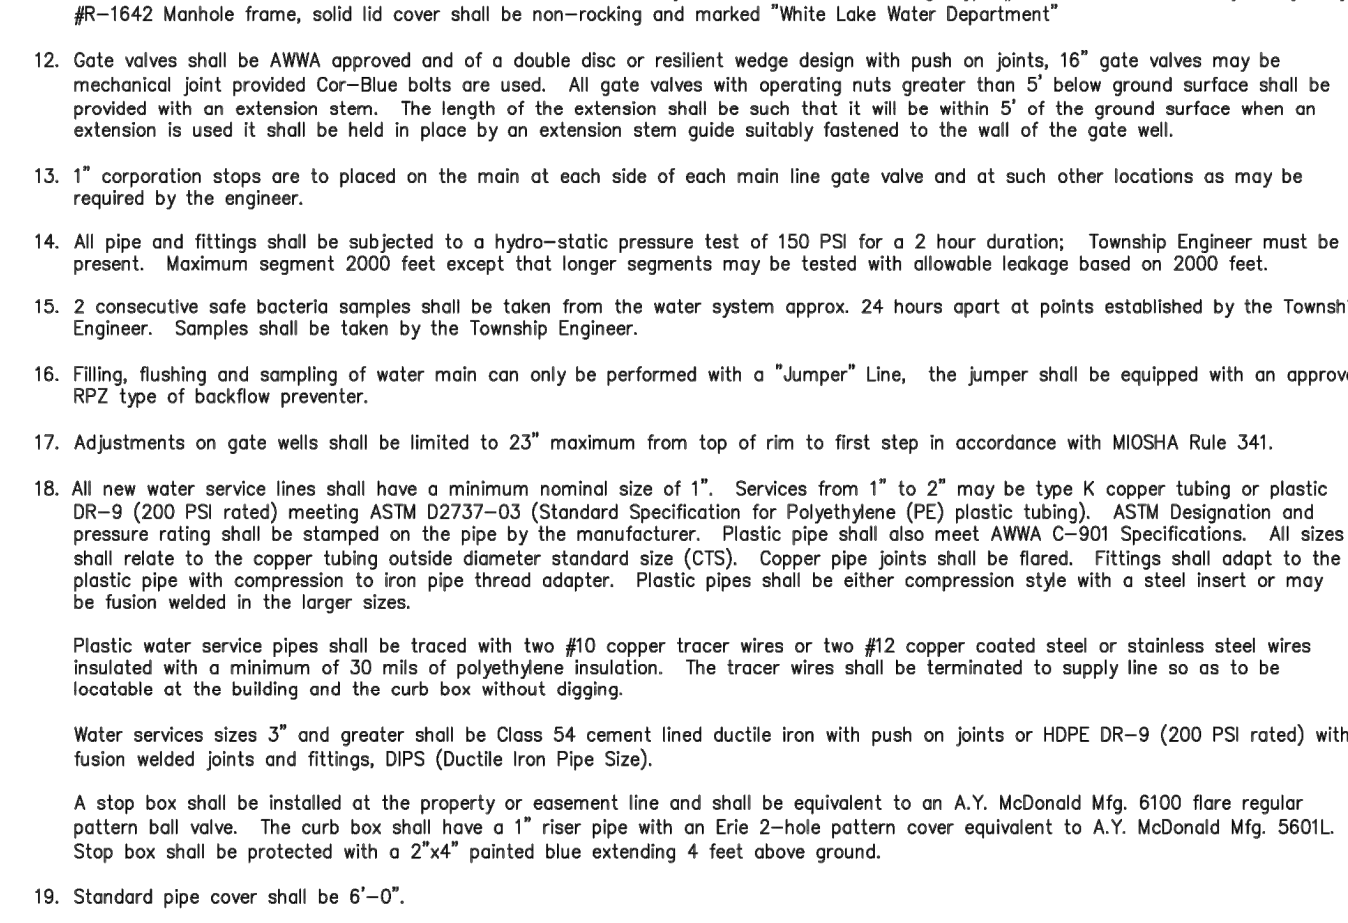 #R-1642 Manhole frame, solid lid cover shall be non-rocking and marked "White Lake Water Department"
12. Gate valves shall be AWWA approved and of a double disc or resilient wedge design with push on joints, 16" gate valves may be
mechanical joint provided Cor-Blue bolts are used. All gate valves with operating nuts greater than 5' below ground surface shall be
provided with an extension stem. The length of the extension shall be such that it will be within 5' of the ground surface when an
extension is used it shall be held in place by an extension stem guide suitably fastened to the wall of the gate well.
13. 1" corporation stops are to placed on the main at each side of each main line gate valve and at such other locations as may be
required by the engineer.
14. All pipe and fittings shall be subjected to a hydro-static pressure test of 150 PSI for a 2 hour duration; Township Engineer must be
present. Maximum segment 2000 feet except that longer segments may be tested with allowable leakage based on 2000 feet.
15. 2 consecutive safe bacteria samples shall be taken from the water system approx. 24 hours apart at points established by the Townsh
Engineer. Samples shall be taken by the Township Engineer.
16. Filling, flushing and sampling of water main can only be performed with a "Jumper" Line, the jumper shall be equipped with an approv
RPZ type of backflow preventer.
17. Adjustments on gate wells shall be limited to 23" maximum from top of rim to first step in accordance with MIOSHA Rule 341.
18. All new water service lines shall have a minimum nominal size of 1". Services from 1" to 2" may be type K copper tubing or plastic
DR-9 (200 PSI rated) meeting ASTM D2737-03 (Standard Specification for Polyethylene (PE) plastic tubing). ASTM Designation and
pressure rating shall be stamped on the pipe by the manufacturer. Plastic pipe shall also meet AWWA C-901 Specifications. All sizes
shall relate to the copper tubing outside diameter standard size (CTS). Copper pipe joints shall be flared. Fittings shall adapt to the
plastic pipe with compression to iron pipe thread adapter. Plastic pipes shall be either compression style with a steel insert or may
be fusion welded in the larger sizes.
Plastic water service pipes shall be traced with two #10 copper tracer wires or two #12 copper coated steel or stainless steel wires
insulated with a minimum of 30 mils of polyethylene insulation. The tracer wires shall be terminated to supply line so as to be
locatable at the building and the curb box without digging.
Water services sizes 3" and greater shall be Class 54 cement lined ductile iron with push on joints or HDPE DR-9 (200 PSI rated) with
fusion welded joints and fittings, DIPS (Ductile Iron Pipe Size).
A stop box shall be installed at the property or easement line and shall be equivalent to an A.Y. McDonald Mfg. 6100 flare regular
pattern ball valve. The curb box shall have a 1" riser pipe with an Erie 2-hole pattern cover equivalent to A.Y. McDonald Mfg. 5601L.
Stop box shall be protected with a 2"x4" painted blue extending 4 feet above ground.
19. Standard pipe cover shall be 6'-0".